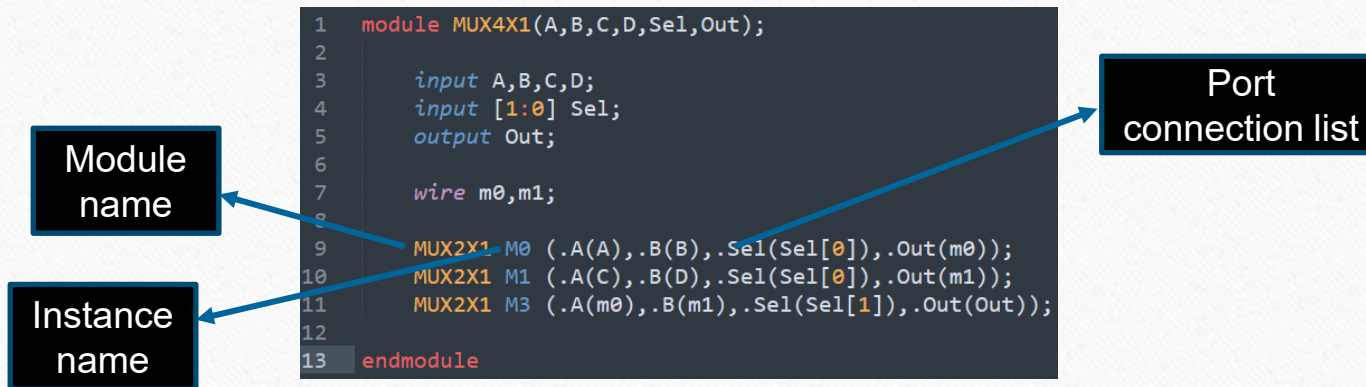 1 module MUX4X1(A,B,C,D,Sel,Out);
2
3 input A,B,C,D;
4 input [1:0] Sel;
5 output Out;
6
7 wire m0,m1;
8
9 MUX2X1 M0 (.A(A),.B(B),.Sel(Sel[0]),.Out(m0));
10 MUX2X1 M1 (.A(C),.B(D),.Sel(Sel[0]),.Out(m1));
11 MUX2X1 M3 (.A(m0),.B(m1),.Sel(Sel[1]),.Out(Out));
12
13 endmodule
Module
name
Instance
name
Port
connection list